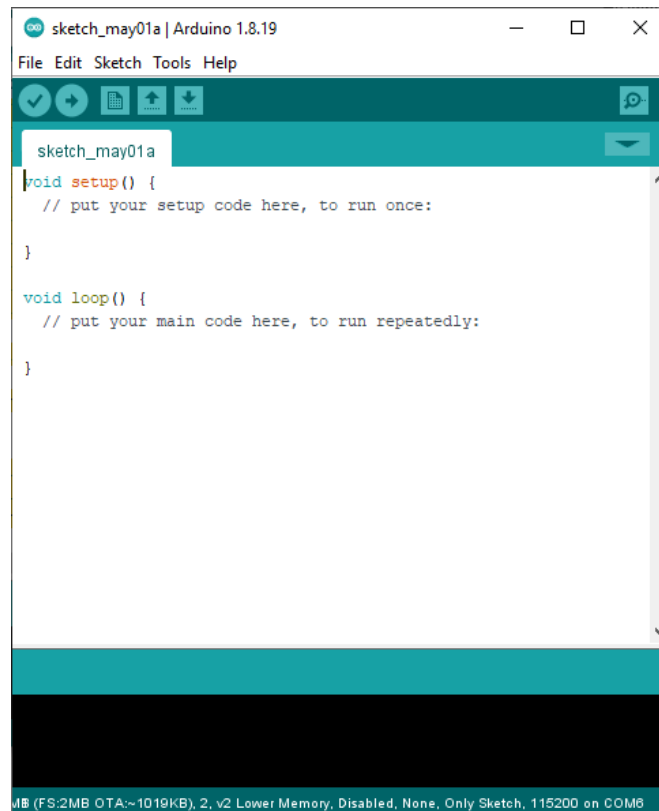 sketch_may01a | Arduino 1.8.19
File Edit Sketch Tools Help
sketch_may01a
void setup() {
  // put your setup code here, to run once:
}
void loop() {
  // put your main code here, to run repeatedly:
}
(FS:2MB OTA:~1019KB), 2, v2 Lower Memory, Disabled, None, Only Sketch, 115200 on COM6